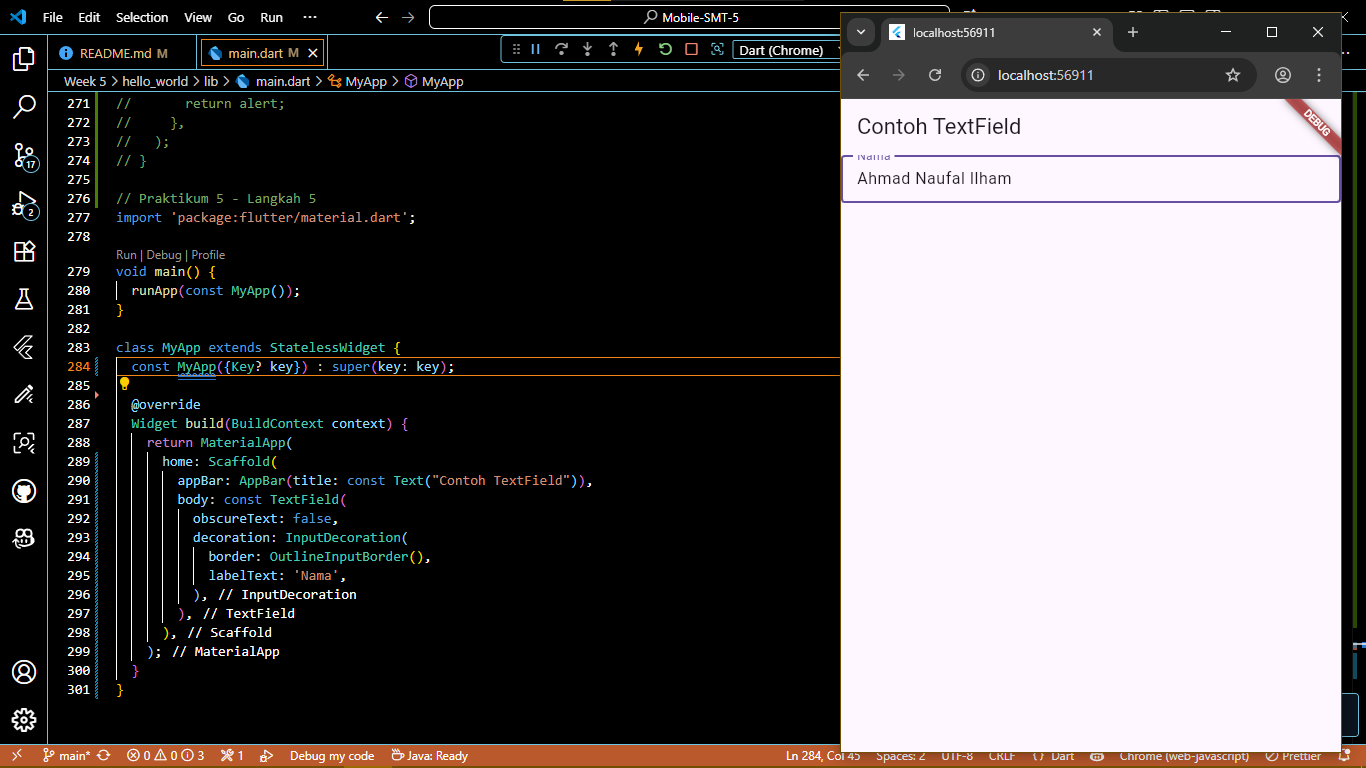 File Edit Selection View Go Run ··· Mobile-SMT-5
README.md M main.dart M Dart (Chrome)
Week 5 > hello_world > lib > main.dart > MyApp > MyApp
271 //       return alert;
272 //     },
273 //   );
274 // }
275
276 // Praktikum 5 - Langkah 5
277 import 'package:flutter/material.dart';
278
Run | Debug | Profile
279 void main() {
280   runApp(const MyApp());
281 }
282
283 class MyApp extends StatelessWidget {
284   const MyApp({Key? key}) : super(key: key);
285
286   @override
287   Widget build(BuildContext context) {
288     return MaterialApp(
289       home: Scaffold(
290         appBar: AppBar(title: const Text("Contoh TextField")),
291         body: const TextField(
292           obscureText: false,
293           decoration: InputDecoration(
294             border: OutlineInputBorder(),
295             labelText: 'Nama',
296           ), // InputDecoration
297         ), // TextField
298       ), // Scaffold
299     ); // MaterialApp
300   }
301 }
17
2
main* 0 0 3 1 Debug my code Java: Ready Ln 284, Col 45 Spaces: 2 UTF-8 CRLF { } Dart Chrome (web-javascript) Prettier
localhost:56911
localhost:56911
Contoh TextField
DEBUG
Nama
Ahmad Naufal Ilham